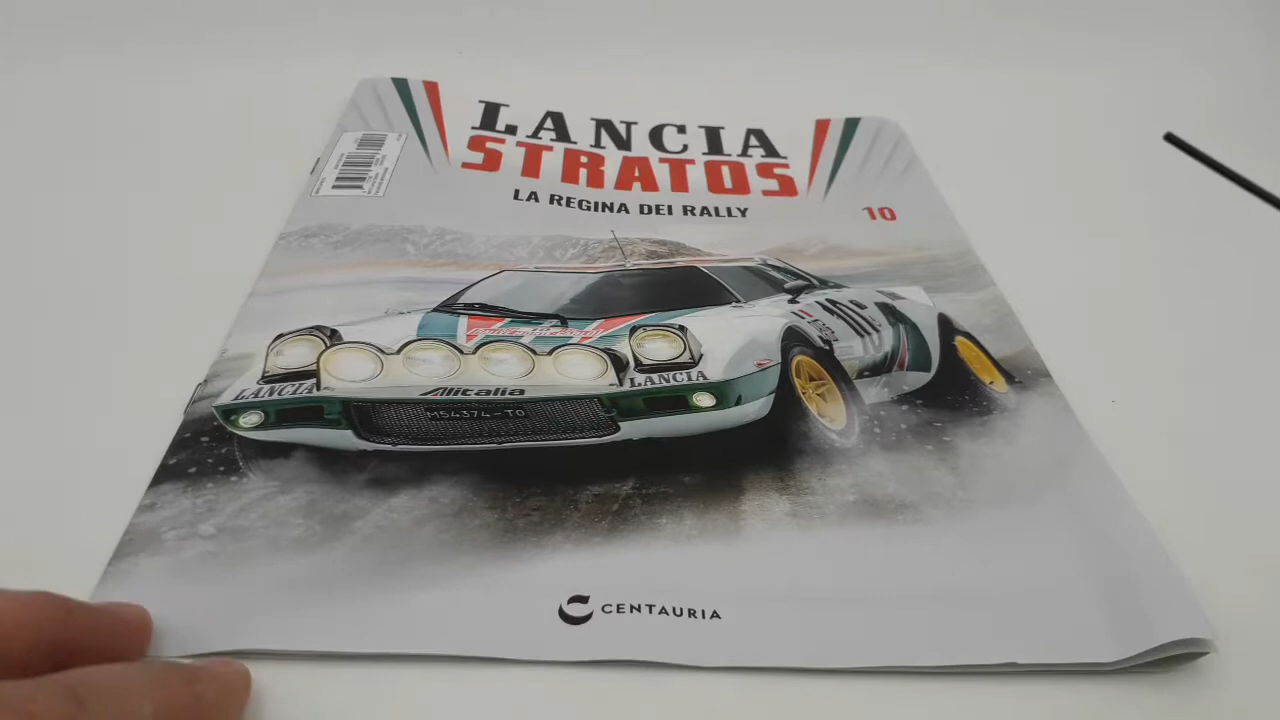 LANCIA
STRATOS
LA REGINA DEI RALLY
10
LANCIA
Alitalia
LANCIA
M54374-TO
CENTAURIA